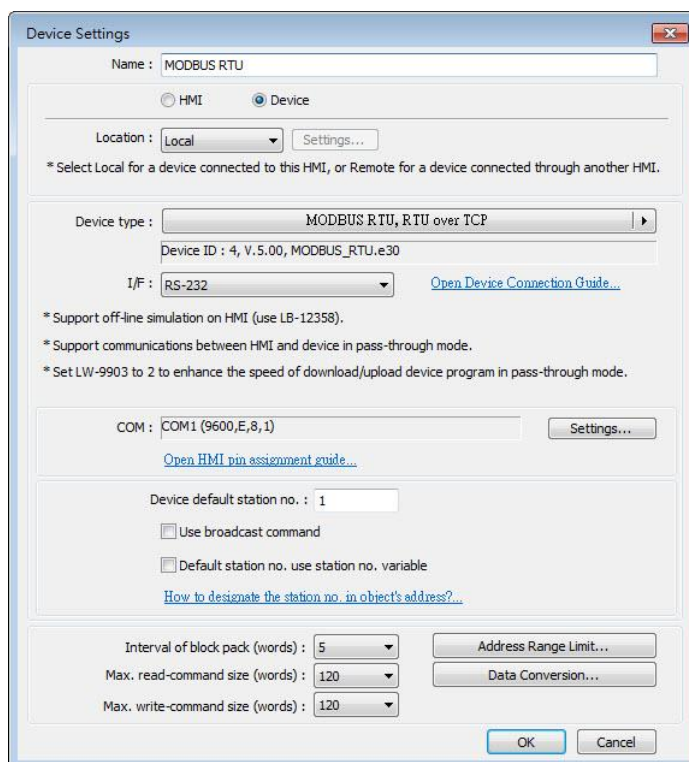 Device Settings
Name : MODBUS RTU
HMI Device
Location : Local Settings...
* Select Local for a device connected to this HMI, or Remote for a device connected through another HMI.
Device type : MODBUS RTU, RTU over TCP
Device ID : 4, V.5.00, MODBUS_RTU.e30
I/F : RS-232 Open Device Connection Guide...
* Support off-line simulation on HMI (use LB-12358).
* Support communications between HMI and device in pass-through mode.
* Set LW-9903 to 2 to enhance the speed of download/upload device program in pass-through mode.
COM : COM1 (9600,E,8,1) Settings...
Open HMI pin assignment guide...
Device default station no. : 1
Use broadcast command
Default station no. use station no. variable
How to designate the station no. in object's address?...
Interval of block pack (words) : 5 Address Range Limit...
Max. read-command size (words) : 120 Data Conversion...
Max. write-command size (words) : 120
OK Cancel